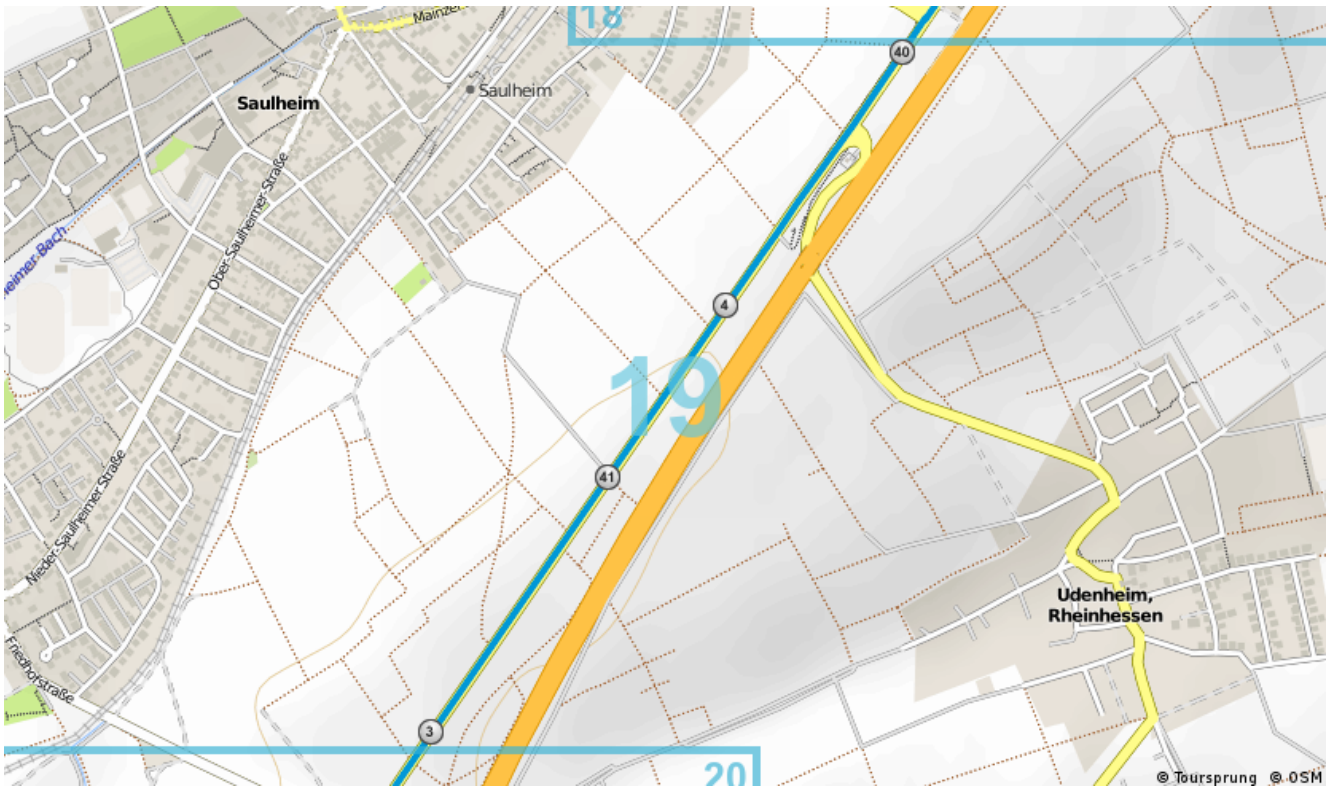 18
Mainzer
40
Saulheim
Saulheim
Ober-Saulheimer-Straße
heimer-Bach
4
19
41
Nieder-Saulheimer Straße
Udenheim,
Rheinhessen
Friedhofstraße
3
20
© Toursprung © OSM